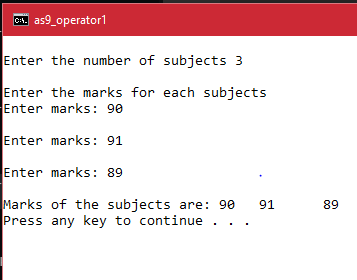 as9_operator1
Enter the number of subjects 3
Enter the marks for each subjects
Enter marks: 90
Enter marks: 91
Enter marks: 89
Marks of the subjects are: 90   91      89
Press any key to continue . . .